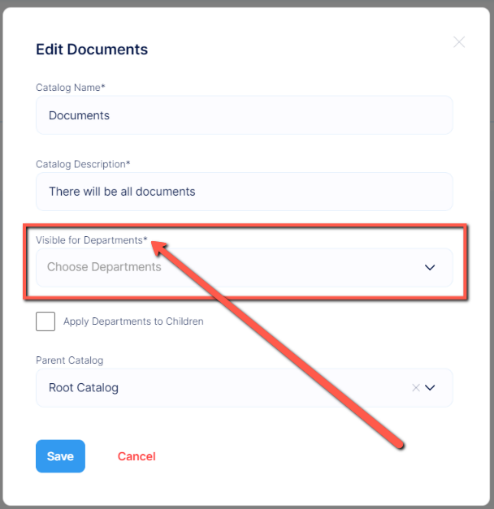 Edit Documents
Catalog Name*
Documents
Catalog Description*
There will be all documents
Visible for Departments*
Choose Departments
Apply Departments to Children
Parent Catalog
Root Catalog
Save Cancel